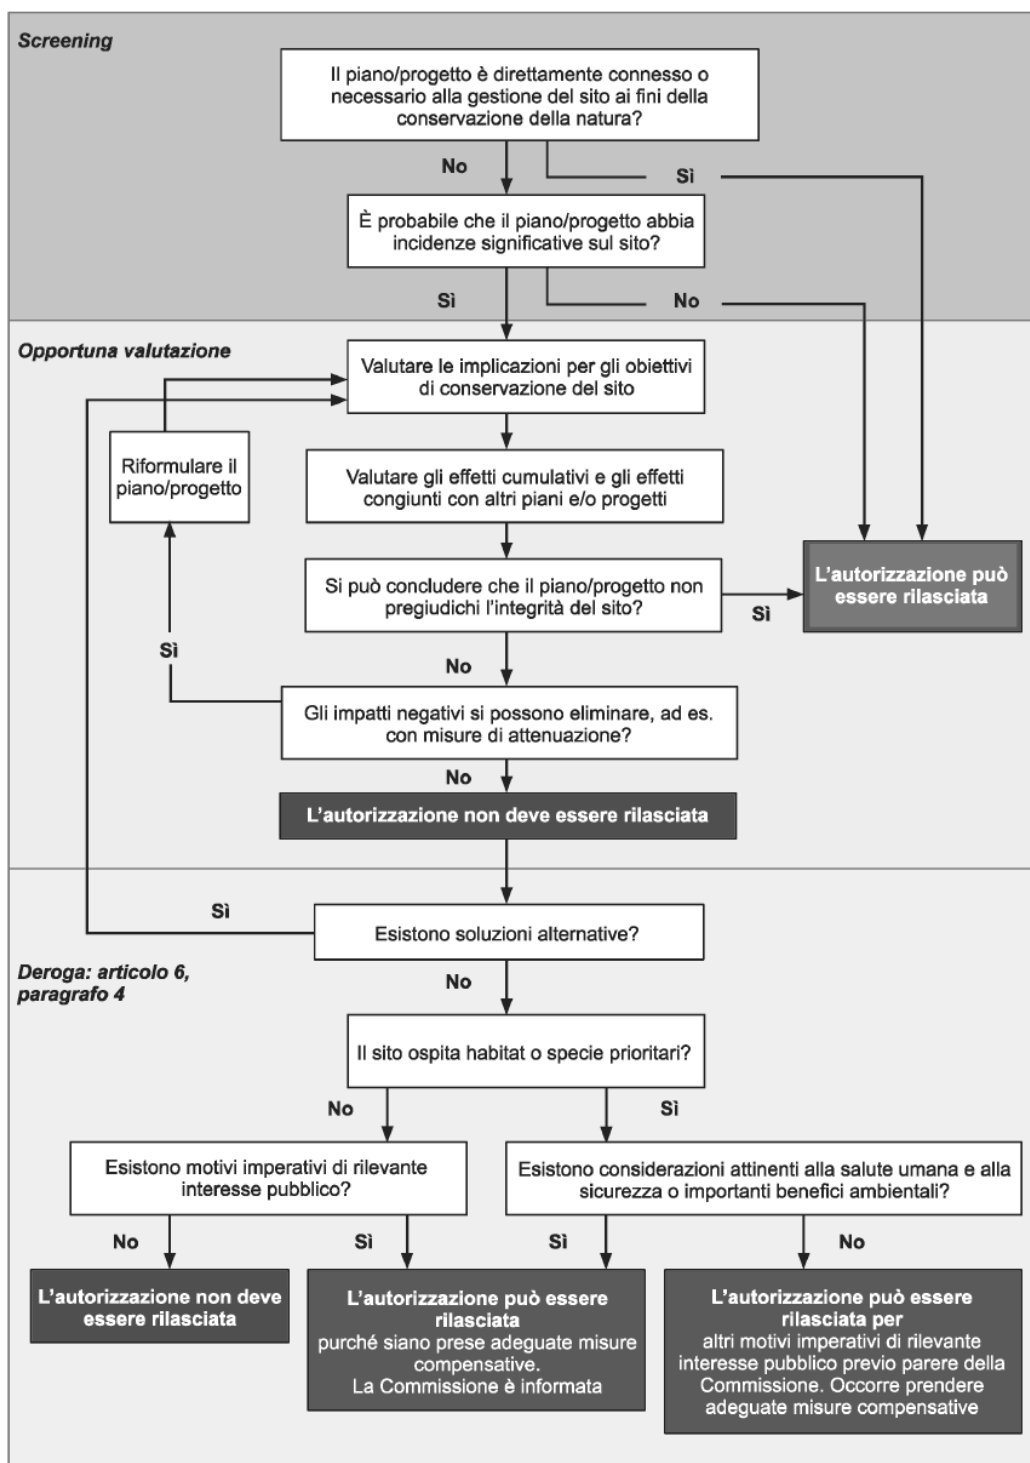 Screening
Il piano/progetto è direttamente connesso o
necessario alla gestione del sito ai fini della
conservazione della natura?
No
Sì
È probabile che il piano/progetto abbia
incidenze significative sul sito?
Sì
No
Opportuna valutazione
Valutare le implicazioni per gli obiettivi
di conservazione del sito
Riformulare il
piano/progetto
Valutare gli effetti cumulativi e gli effetti
congiunti con altri piani e/o progetti
Si può concludere che il piano/progetto non
pregiudichi l'integrità del sito?
Sì
L'autorizzazione può
essere rilasciata
Sì
No
Gli impatti negativi si possono eliminare, ad es.
con misure di attenuazione?
No
L'autorizzazione non deve essere rilasciata
Sì
Esistono soluzioni alternative?
Deroga: articolo 6,
paragrafo 4
No
Il sito ospita habitat o specie prioritari?
No
Sì
Esistono motivi imperativi di rilevante
interesse pubblico?
Esistono considerazioni attinenti alla salute umana e alla
sicurezza o importanti benefici ambientali?
No
Sì
Sì
No
L'autorizzazione non deve
essere rilasciata
L'autorizzazione può essere
rilasciata
purché siano prese adeguate misure
compensative.
La Commissione è informata
L'autorizzazione può essere
rilasciata per
altri motivi imperativi di rilevante
interesse pubblico previo parere della
Commissione. Occorre prendere
adeguate misure compensative